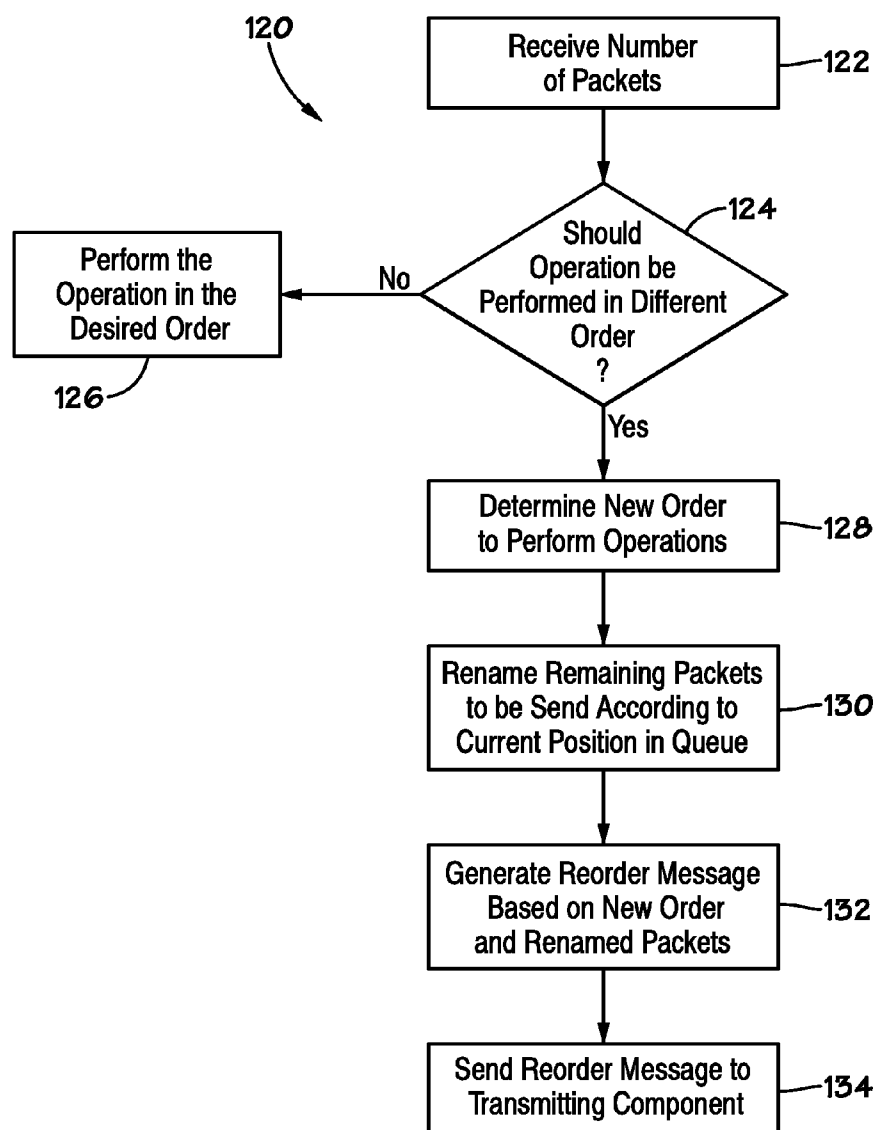 120
Receive Number
of Packets
122
124
Should
Operation be
Performed in Different
Order
?
No
Perform the
Operation in the
Desired Order
126
Yes
Determine New Order
to Perform Operations
128
Rename Remaining Packets
to be Send According to
Current Position in Queue
130
Generate Reorder Message
Based on New Order
and Renamed Packets
132
Send Reorder Message to
Transmitting Component
134